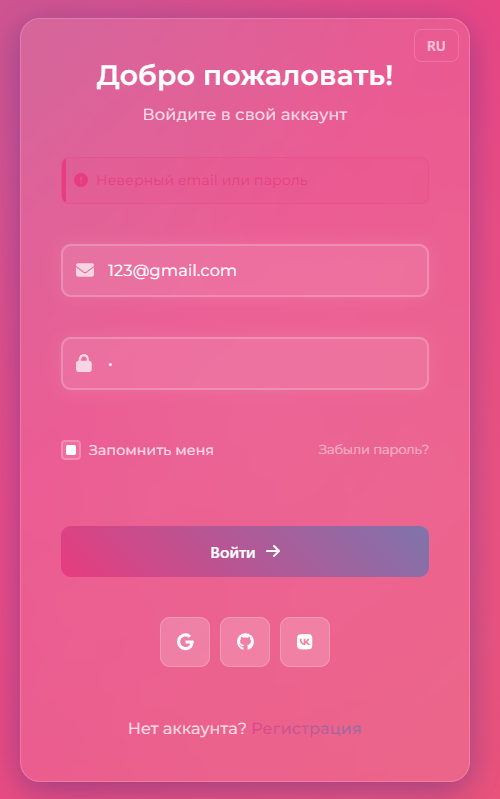 RU
Добро пожаловать!
Войдите в свой аккаунт
Неверный email или пароль
123@gmail.com
Запомнить меня
Забыли пароль?
Войти →
Нет аккаунта? Регистрация